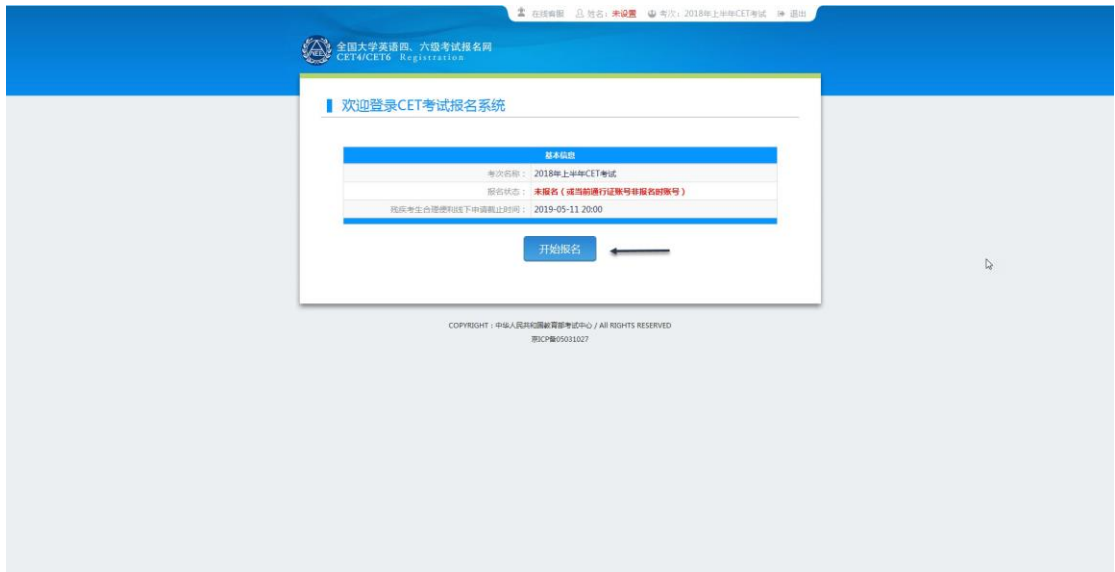 在线客服 姓名：未设置 考次：2018年上半年CET考试 退出
全国大学英语四、六级考试报名网
CET4/CET6 Registration
欢迎登录CET考试报名系统
基本信息
考次名称： 2018年上半年CET考试
报名状态： 未报名（或当前通行证账号非报名时账号）
残疾考生合理便利线下申请截止时间： 2019-05-11 20:00
开始报名
COPYRIGHT：中华人民共和国教育部考试中心 / All RIGHTS RESERVED
京ICP备05031027